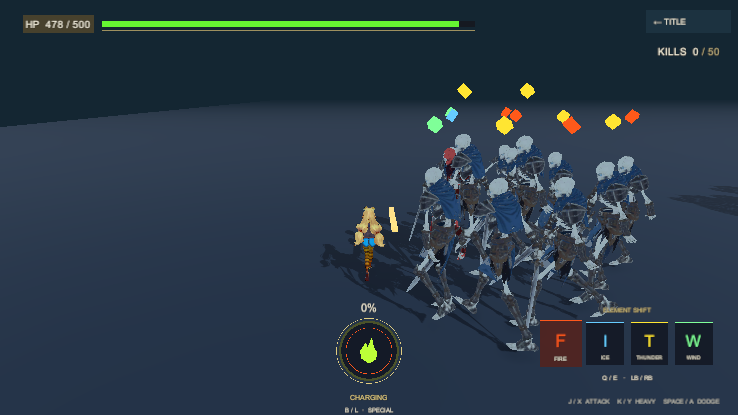 HP 478 / 500
← TITLE
KILLS 0 / 50
0%
CHARGING
B / L · SPECIAL
ELEMENT SHIFT
F I T W
FIRE ICE THUNDER WIND
Q / E · LB / RB
J / X ATTACK K / Y HEAVY SPACE / A DODGE